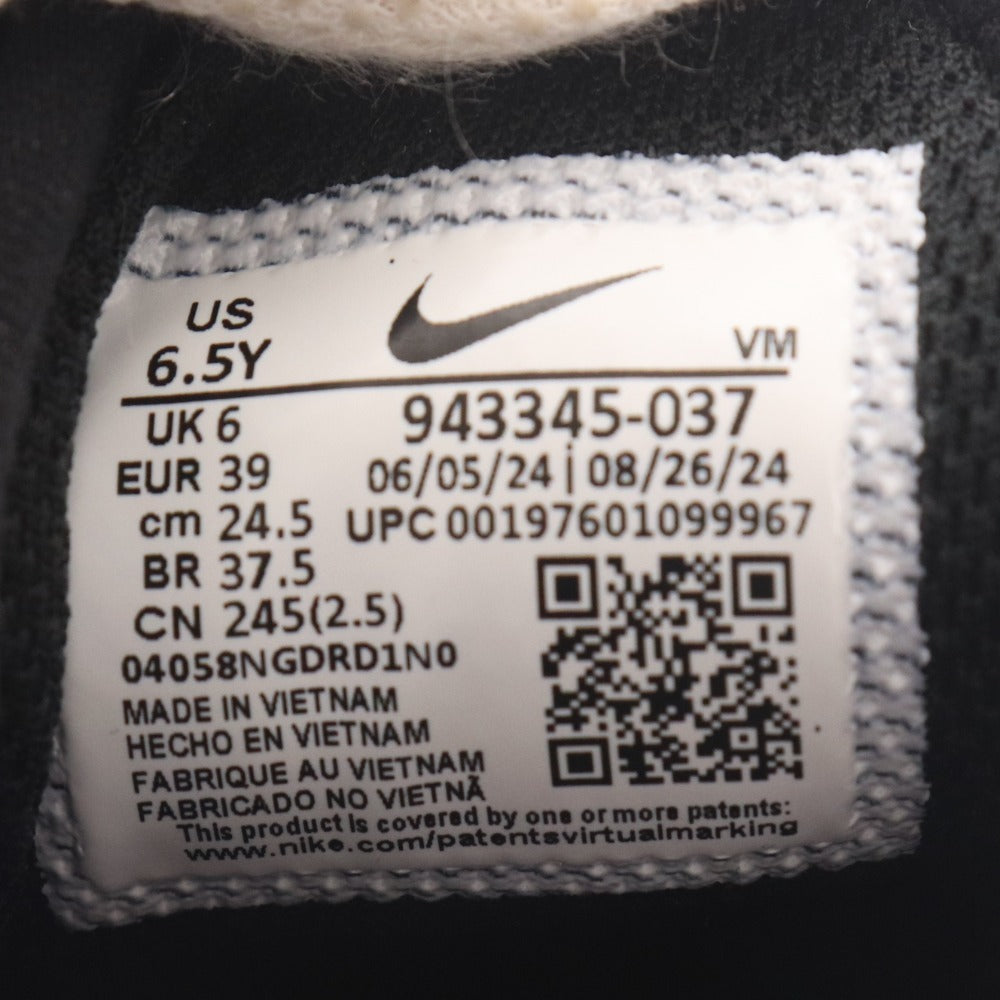 US
6.5Y
VM
UK 6
943345-037
EUR 39
06/05/24 | 08/26/24
cm 24.5
UPC 00197601099967
BR 37.5
CN 245(2.5)
04058NGDRD1N0
MADE IN VIETNAM
HECHO EN VIETNAM
FABRIQUE AU VIETNAM
FABRICADO NO VIETNÃ
This product is covered by one or more patents:
www.nike.com/patentsvirtualmarking